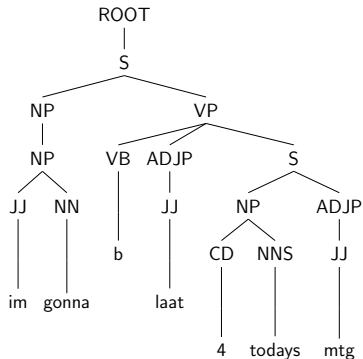 ROOT
S
NP VP
NP VB ADJP S
JJ NN JJ NP ADJP
b CD NNS JJ
im gonna laat 4 todays mtg